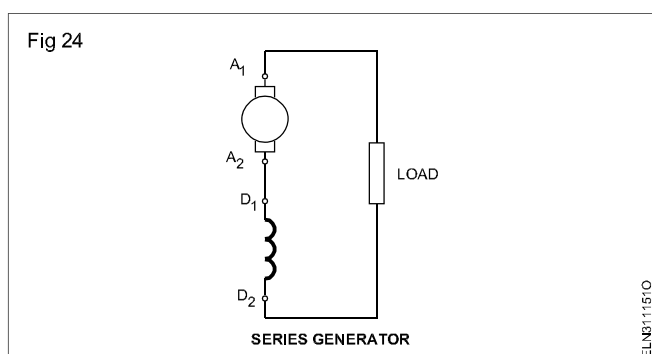 Fig 24
A1
A2
LOAD
D1
D2
SERIES GENERATOR
ELN311151O